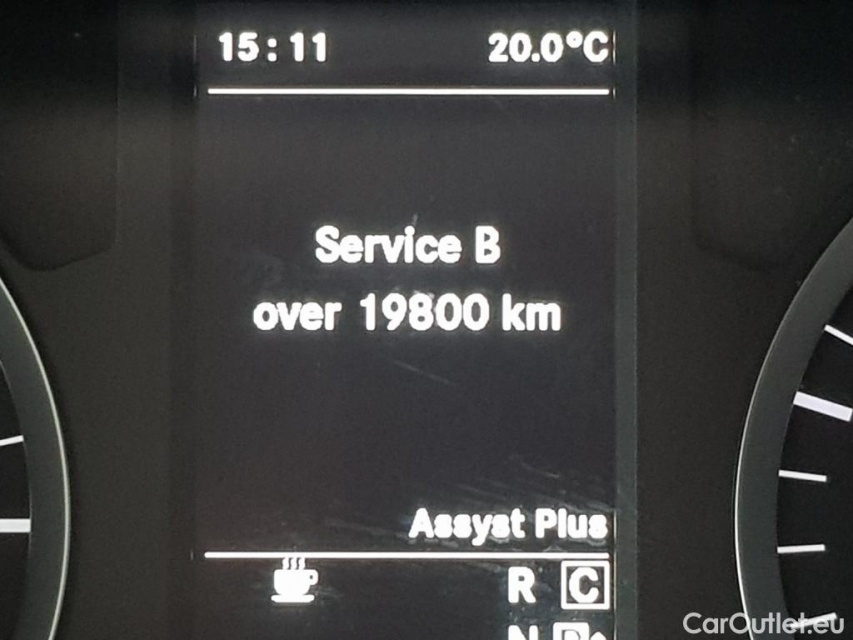 15:11 20.0°C
Service B
over 19800 km
Assyst Plus
R C
N P
CarOutlet.eu